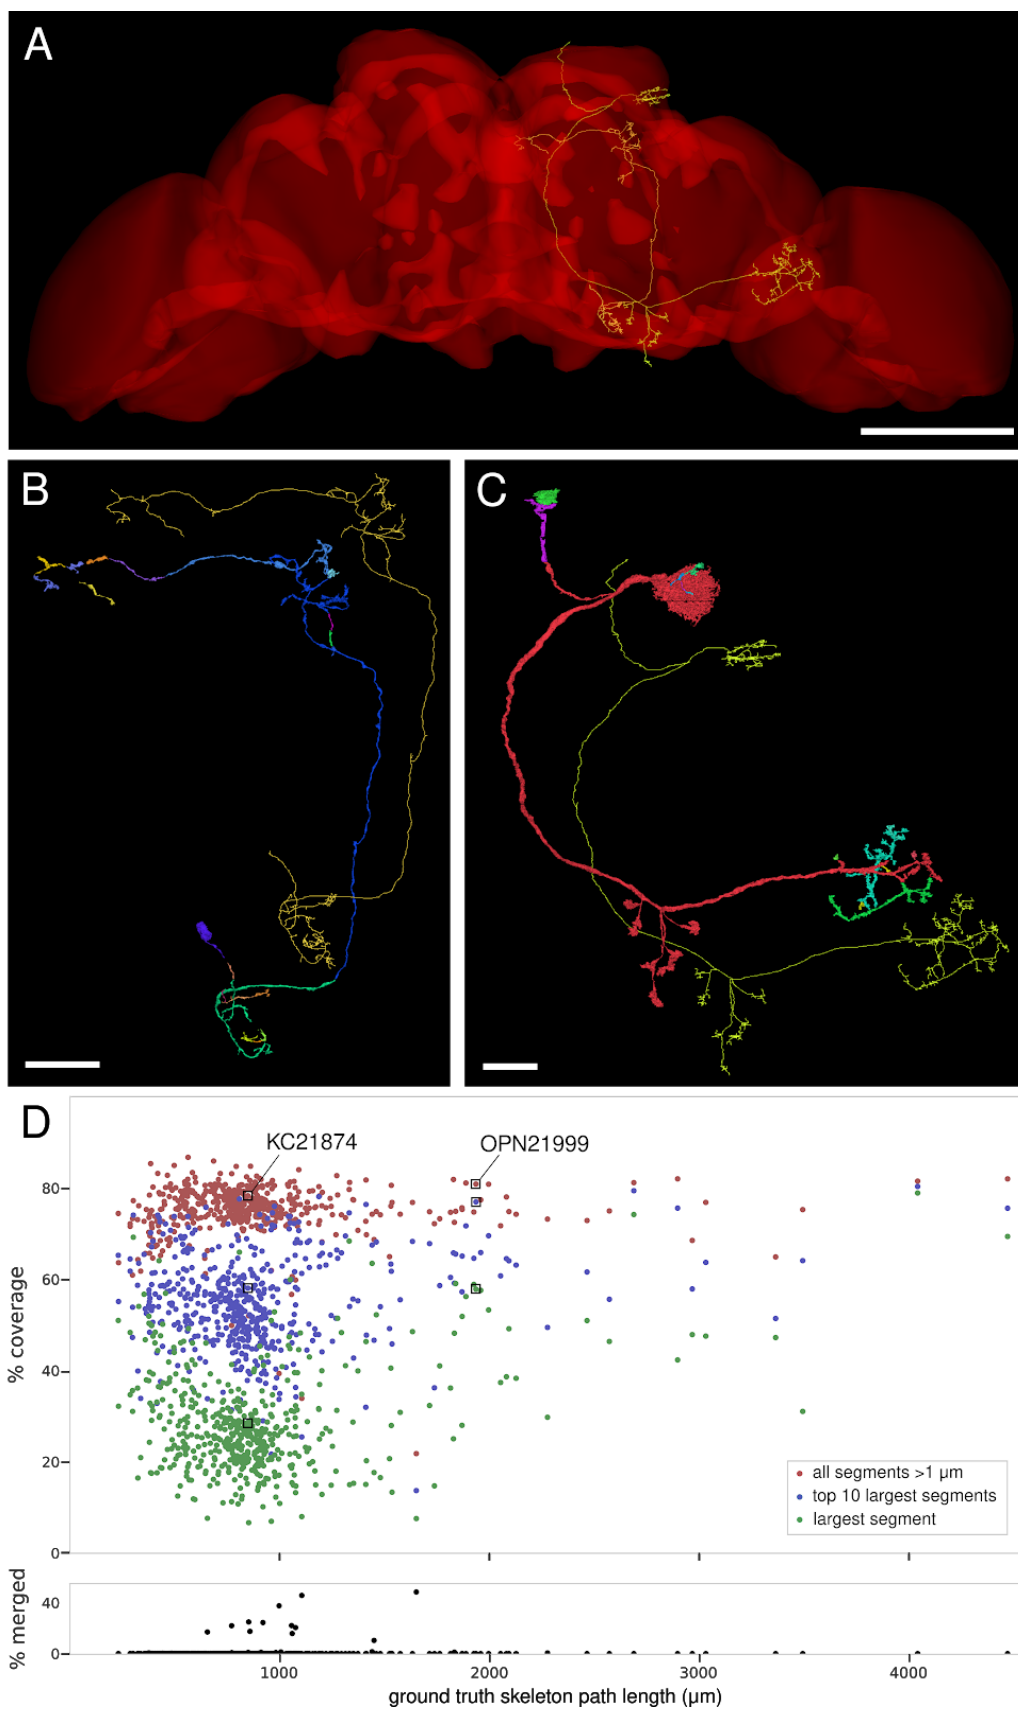 A
B
C
D
KC21874
OPN21999
80
60
40
20
0
% coverage
all segments >1 μm
top 10 largest segments
largest segment
40
0
% merged
1000
2000
3000
4000
ground truth skeleton path length (μm)